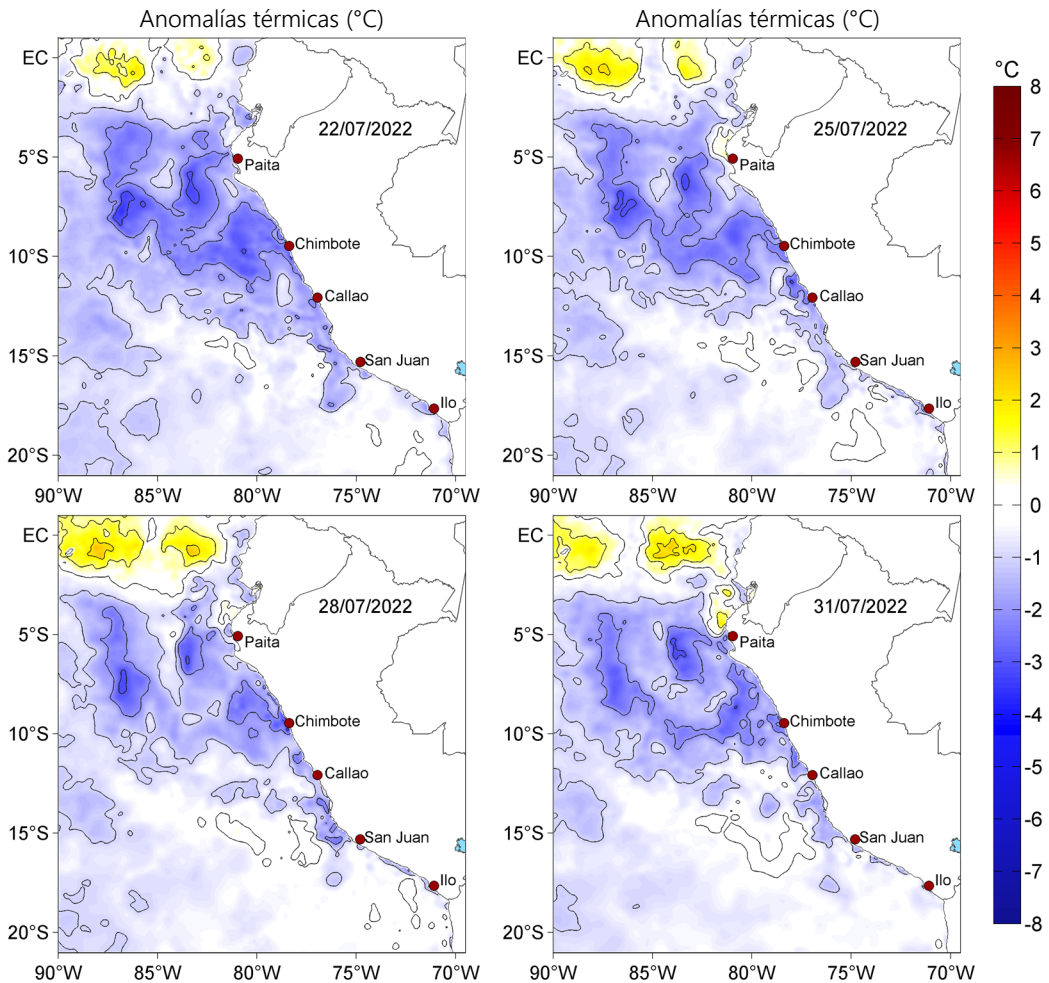 Anomalías térmicas (°C)
Anomalías térmicas (°C)
°C
8
7
6
5
4
3
2
1
0
-1
-2
-3
-4
-5
-6
-7
-8
EC
5°S
10°S
15°S
20°S
90°W
85°W
80°W
75°W
70°W
22/07/2022
Paita
Chimbote
Callao
San Juan
Ilo
EC
5°S
10°S
15°S
20°S
90°W
85°W
80°W
75°W
70°W
25/07/2022
Paita
Chimbote
Callao
San Juan
Ilo
EC
5°S
10°S
15°S
20°S
90°W
85°W
80°W
75°W
70°W
28/07/2022
Paita
Chimbote
Callao
San Juan
Ilo
EC
5°S
10°S
15°S
20°S
90°W
85°W
80°W
75°W
70°W
31/07/2022
Paita
Chimbote
Callao
San Juan
Ilo